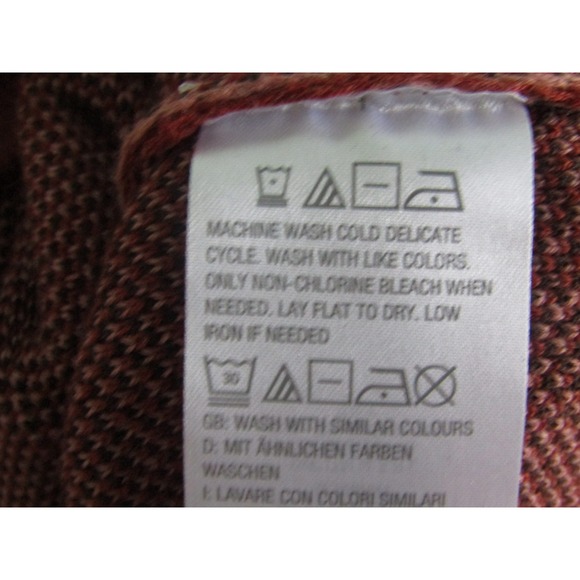 MACHINE WASH COLD DELICATE
CYCLE. WASH WITH LIKE COLORS.
ONLY NON-CHLORINE BLEACH WHEN
NEEDED. LAY FLAT TO DRY. LOW
IRON IF NEEDED
30
GB: WASH WITH SIMILAR COLOURS
D: MIT ÄHNLICHEN FARBEN
WASCHEN
I: LAVARE CON COLORI SIMILARI